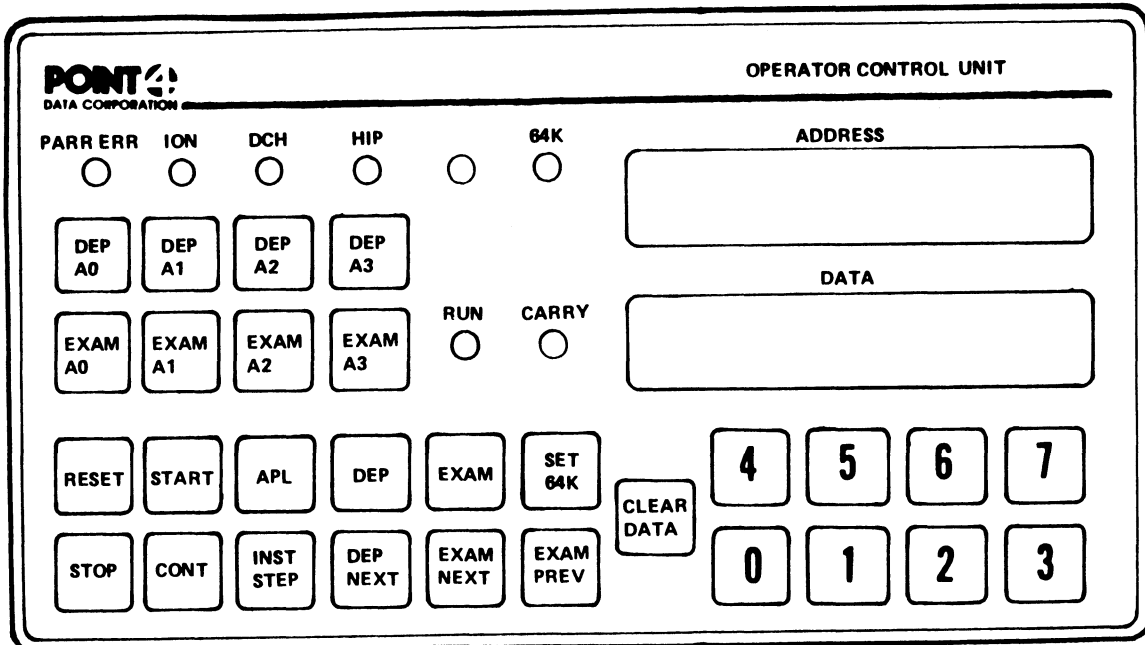 POINT 4
DATA CORPORATION
OPERATOR CONTROL UNIT
PARR ERR ION DCH HIP 64K
ADDRESS
DEP A0
DEP A1
DEP A2
DEP A3
DATA
EXAM A0
EXAM A1
EXAM A2
EXAM A3
RUN CARRY
RESET
START
APL
DEP
EXAM
SET 64K
CLEAR DATA
4 5 6 7
STOP
CONT
INST STEP
DEP NEXT
EXAM NEXT
EXAM PREV
0 1 2 3